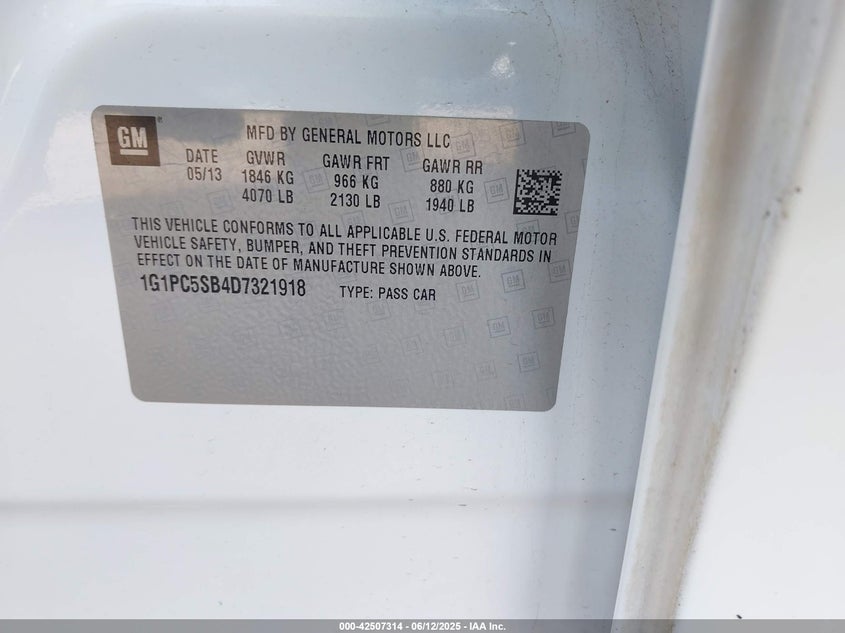 GM
MFD BY GENERAL MOTORS LLC
DATE GVWR GAWR FRT GAWR RR
05/13 1846 KG 966 KG 880 KG
4070 LB 2130 LB 1940 LB
THIS VEHICLE CONFORMS TO ALL APPLICABLE U.S. FEDERAL MOTOR
VEHICLE SAFETY, BUMPER, AND THEFT PREVENTION STANDARDS IN
EFFECT ON THE DATE OF MANUFACTURE SHOWN ABOVE.
1G1PC5SB4D7321918 TYPE: PASS CAR
000-42507314 - 06/12/2025 - IAA Inc.